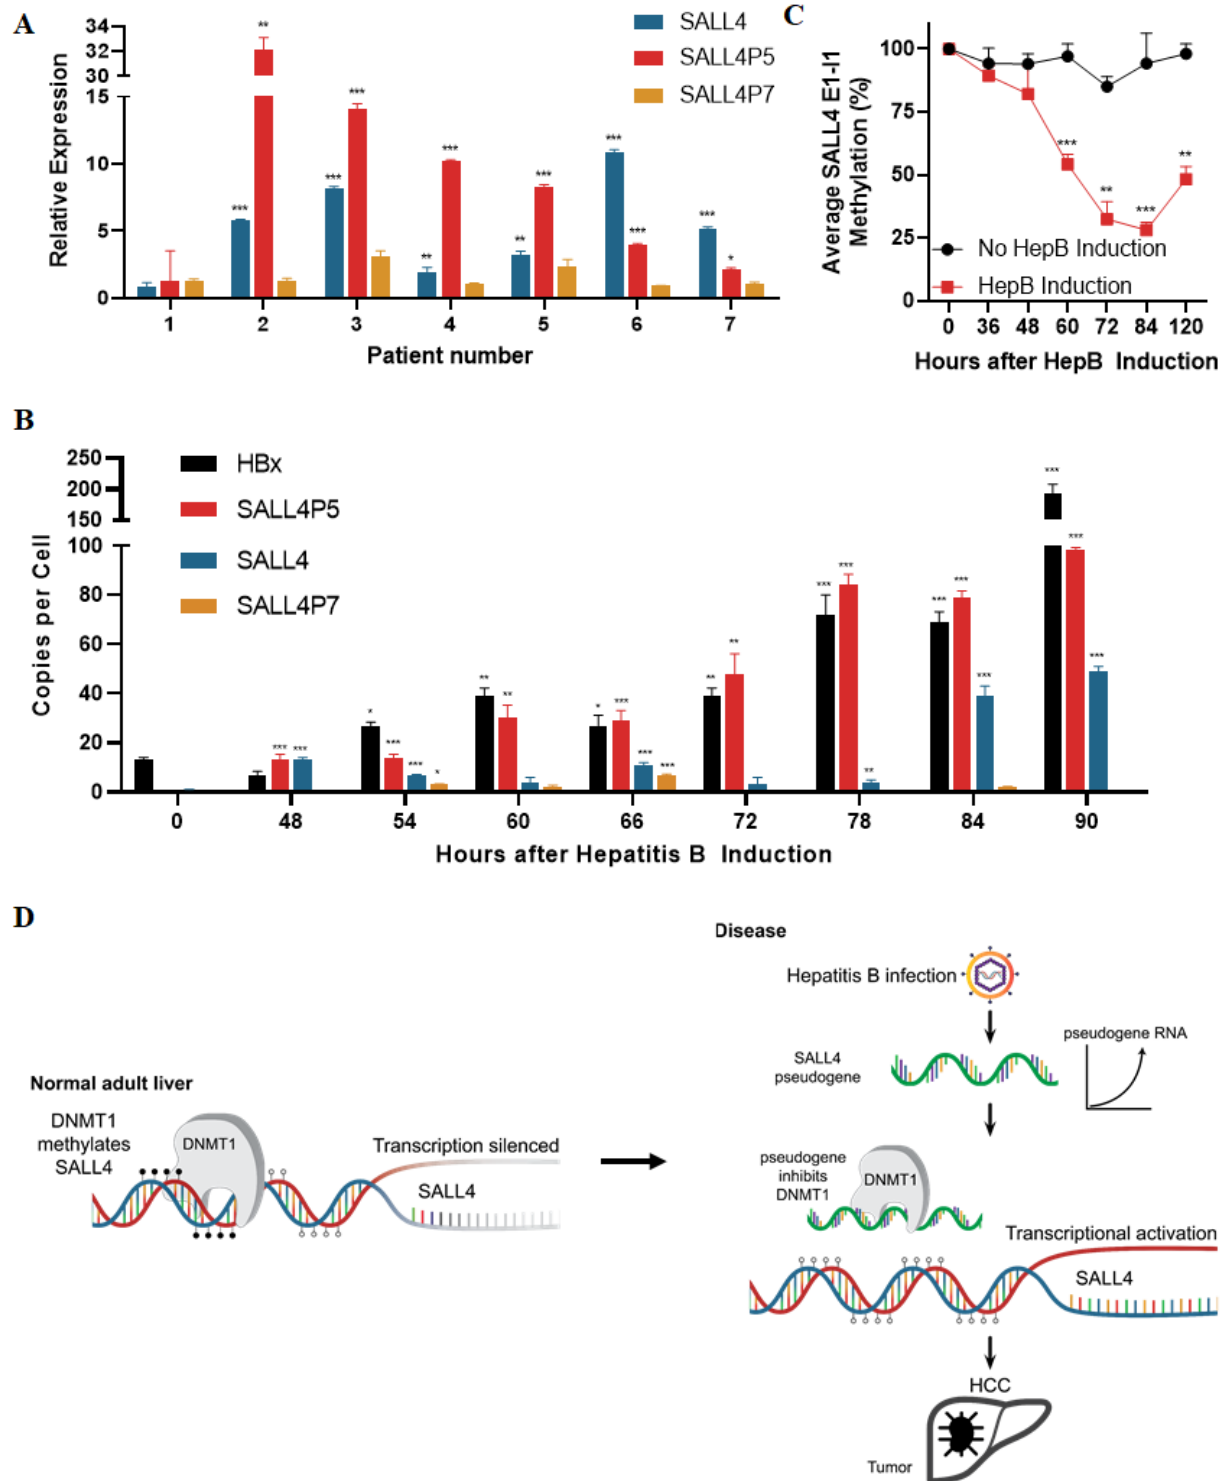 A
34
32
30
15
10
5
0
Relative Expression
** *** *** *** *** *** *** ** ** *** *** *** *
SALL4
SALL4P5
SALL4P7
1 2 3 4 5 6 7
Patient number
C
100
75
50
25
0
Average SALL4 E1-I1
Methylation (%)
*** ** *** **
No HepB Induction
HepB Induction
0 36 48 60 72 84 120
Hours after HepB Induction
B
250
200
150
100
80
60
40
20
0
Copies per Cell
HBx
SALL4P5
SALL4
SALL4P7
*** *** * *** *** * ** ** * *** *** *** ** ** *** *** ** *** *** *** *** *** ***
0 48 54 60 66 72 78 84 90
Hours after Hepatitis B Induction
D
Disease
Hepatitis B infection
pseudogene RNA
SALL4
pseudogene
Normal adult liver
DNMT1
methylates
SALL4
DNMT1
Transcription silenced
SALL4
pseudogene
inhibits
DNMT1
DNMT1
Transcriptional activation
SALL4
HCC
Tumor